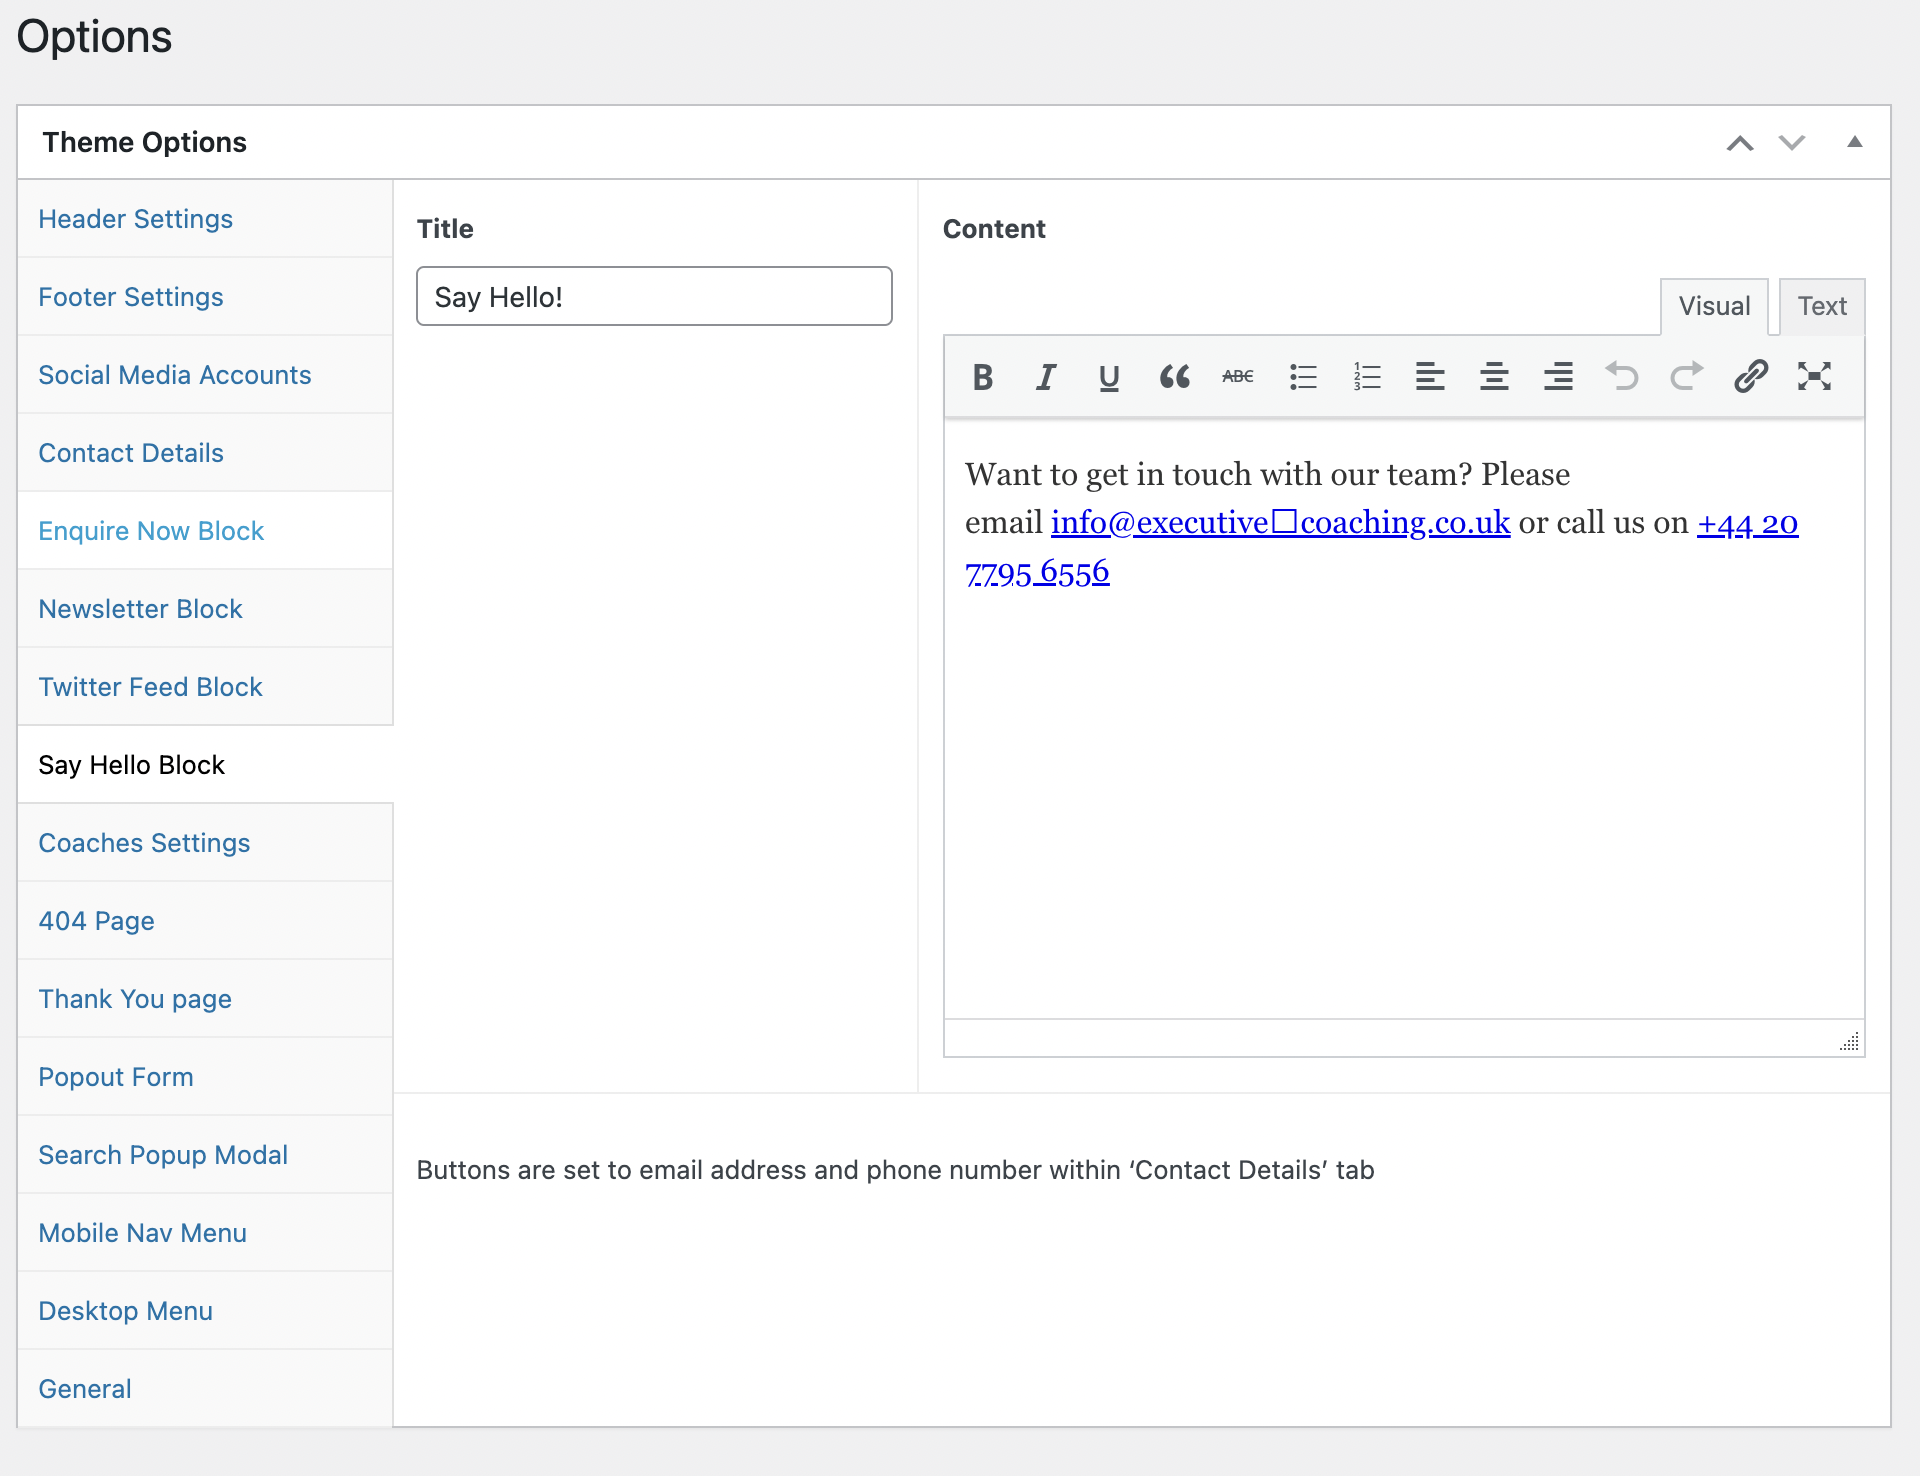 Options
Theme Options
Header Settings
Footer Settings
Social Media Accounts
Contact Details
Enquire Now Block
Newsletter Block
Twitter Feed Block
Say Hello Block
Coaches Settings
404 Page
Thank You page
Popout Form
Search Popup Modal
Mobile Nav Menu
Desktop Menu
General
Title
Say Hello!
Content
Visual
Text
B I U “ ABC
1
2
3
Want to get in touch with our team? Please
email info@executive□coaching.co.uk or call us on +44 20
7795 6556
Buttons are set to email address and phone number within ‘Contact Details’ tab